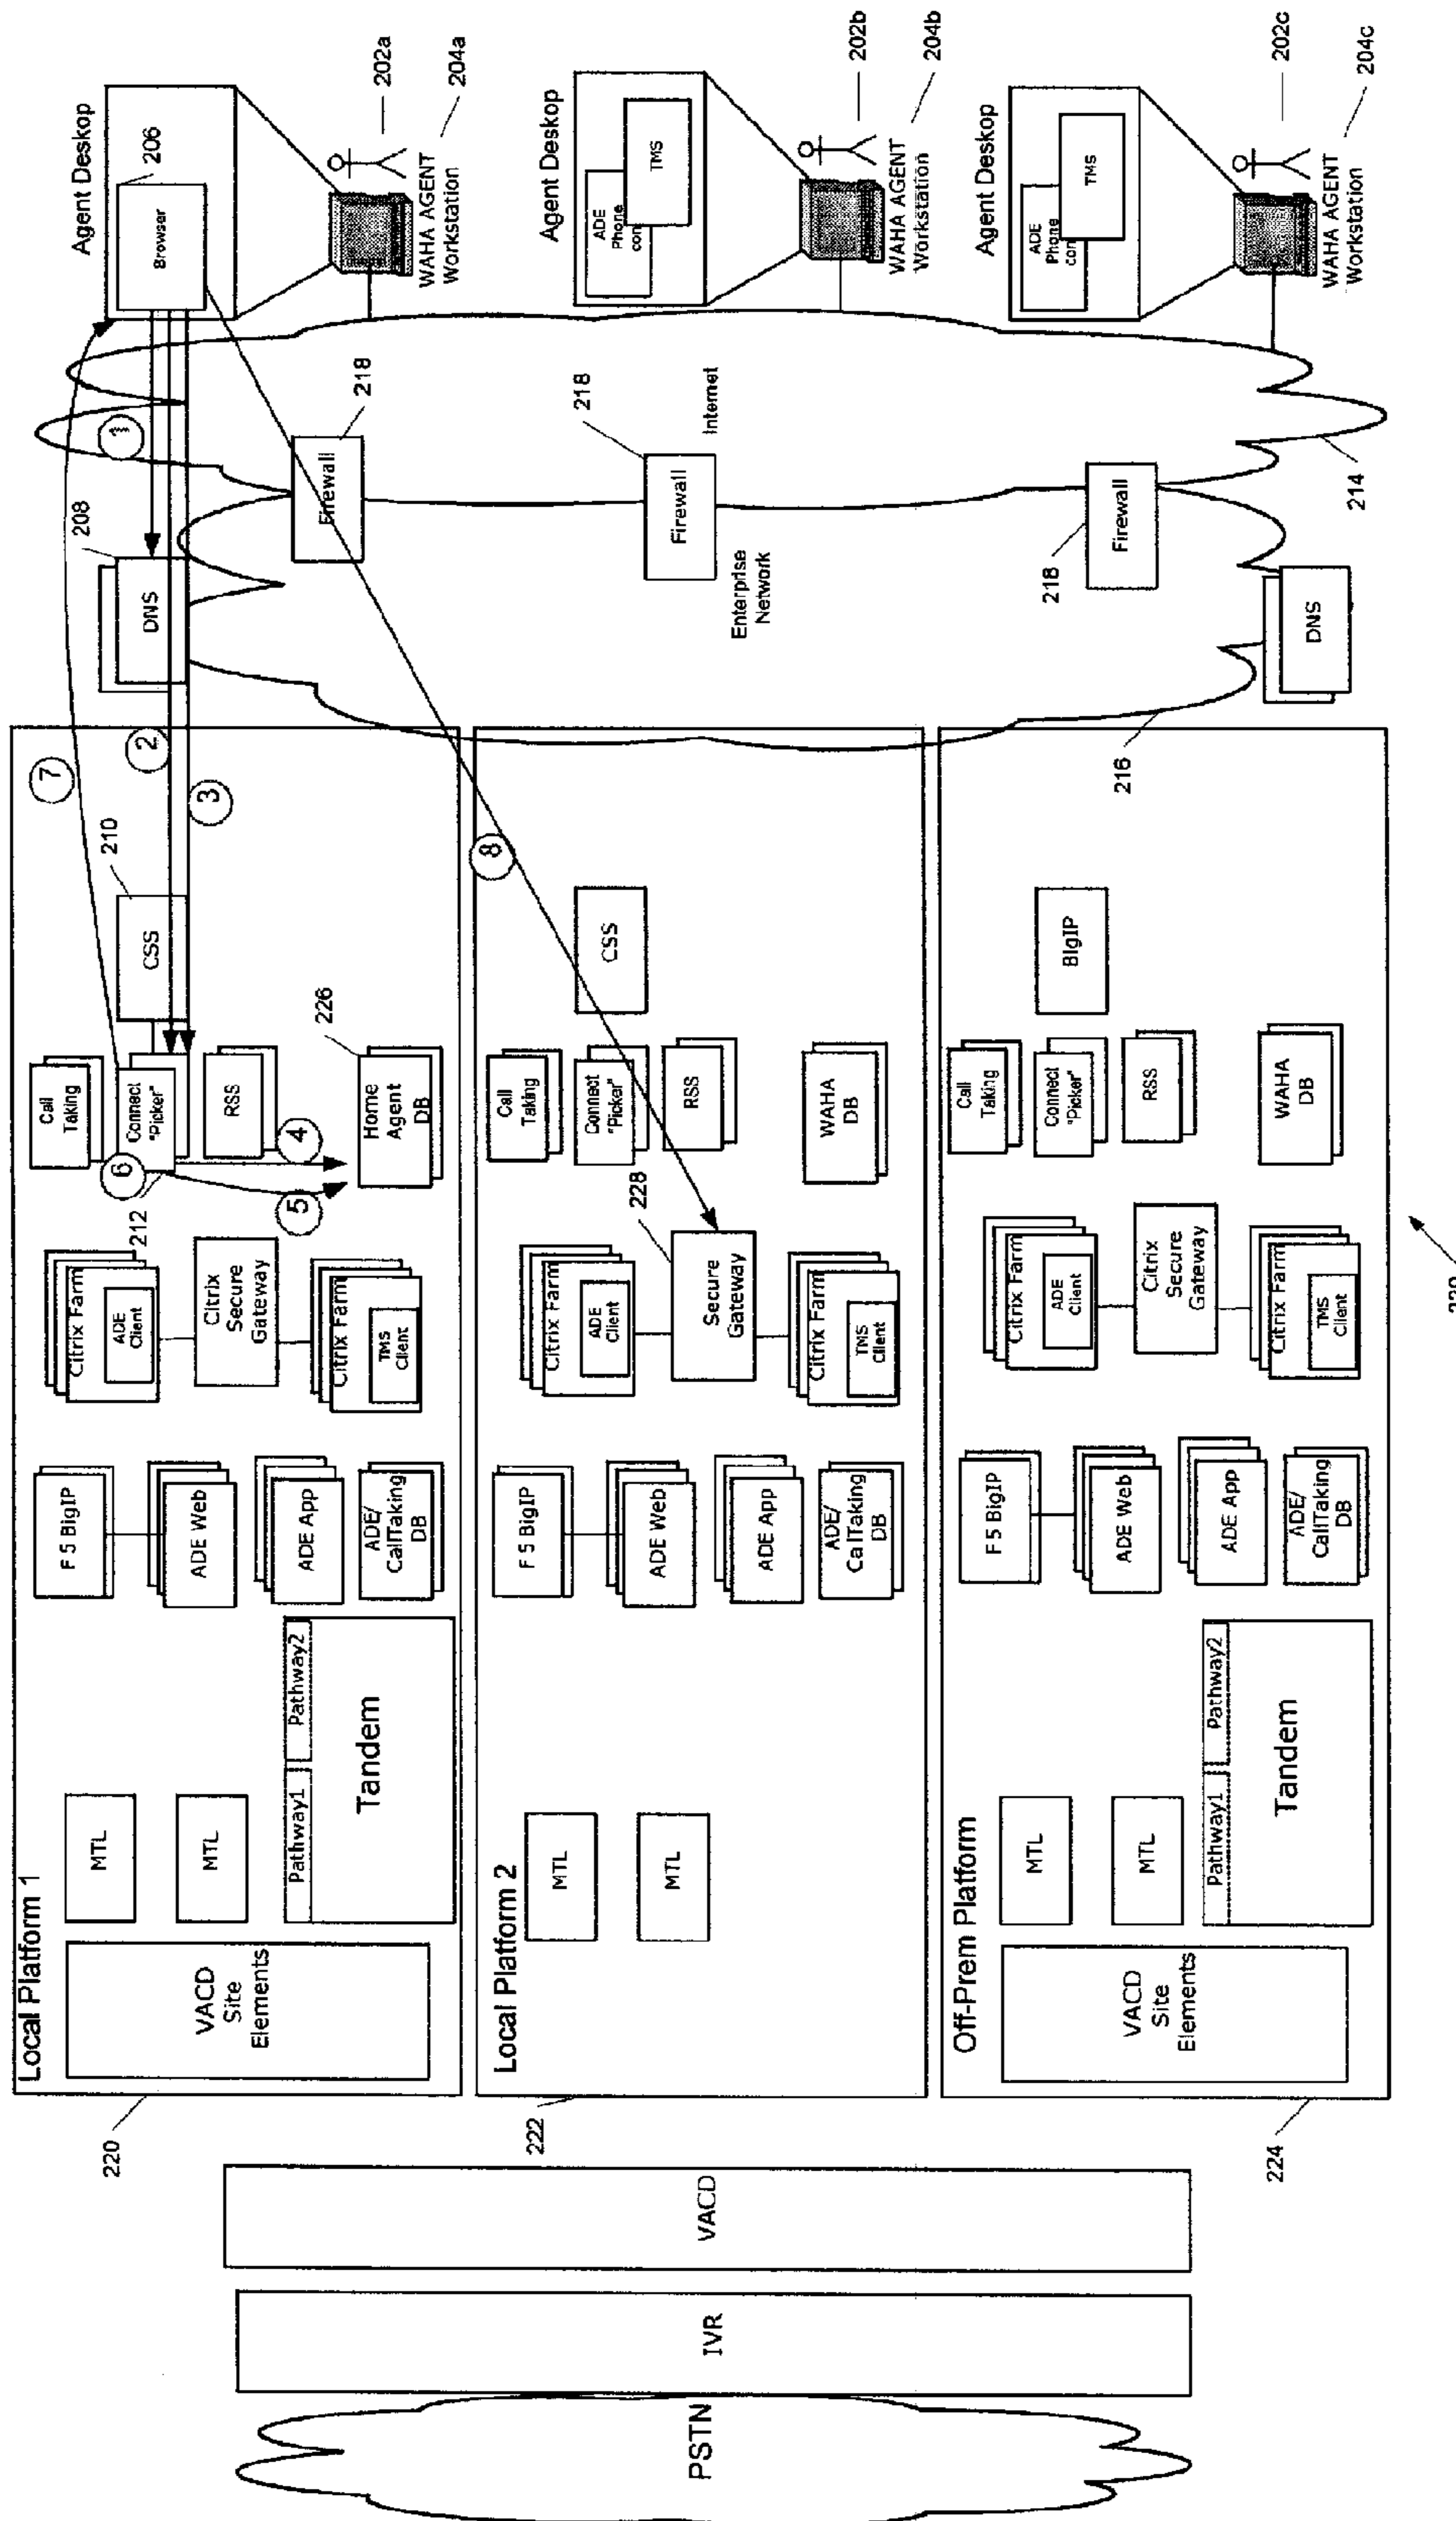 PSTN
IVR
VACD
Local Platform 1
220
VACD
Site
Elements
MTL
MTL
Pathway1
Pathway2
Tandem
F 5 BigIP
ADE Web
ADE App
ADE/
CallTaking
DB
Citrix Farm
ADE
Client
Citrix
Secure
Gateway
Citrix Farm
TMS
Client
Call
Taking
Connect
"Picker"
212
RSS
Home
Agent
DB
226
CSS
210
4
5
6
7
2
3
Local Platform 2
222
MTL
MTL
F 5 BigIP
ADE Web
ADE App
ADE/
CallTaking
DB
Citrix Farm
ADE
Client
Secure
Gateway
228
Citrix Farm
TMS
Client
Call
Taking
Connect
"Picker"
RSS
WAHA
DB
CSS
8
Off-Prem Platform
224
VACD
Site
Elements
MTL
MTL
Pathway1
Pathway2
Tandem
F 5 BigIP
ADE Web
ADE App
ADE/
CallTaking
DB
Citrix Farm
ADE
Client
Citrix
Secure
Gateway
Citrix Farm
TMS
Client
Call
Taking
Connect
"Picker"
RSS
WAHA
DB
BigIP
DNS
208
1
Firewall
218
Enterprise
Network
Firewall
218
Internet
Firewall
218
DNS
216
214
Agent Deskop
Browser
206
WAHA AGENT
Workstation
202a
204a
Agent Deskop
ADE
Phone
con
TMS
WAHA AGENT
Workstation
202b
204b
Agent Deskop
ADE
Phone
con
TMS
WAHA AGENT
Workstation
202c
204c